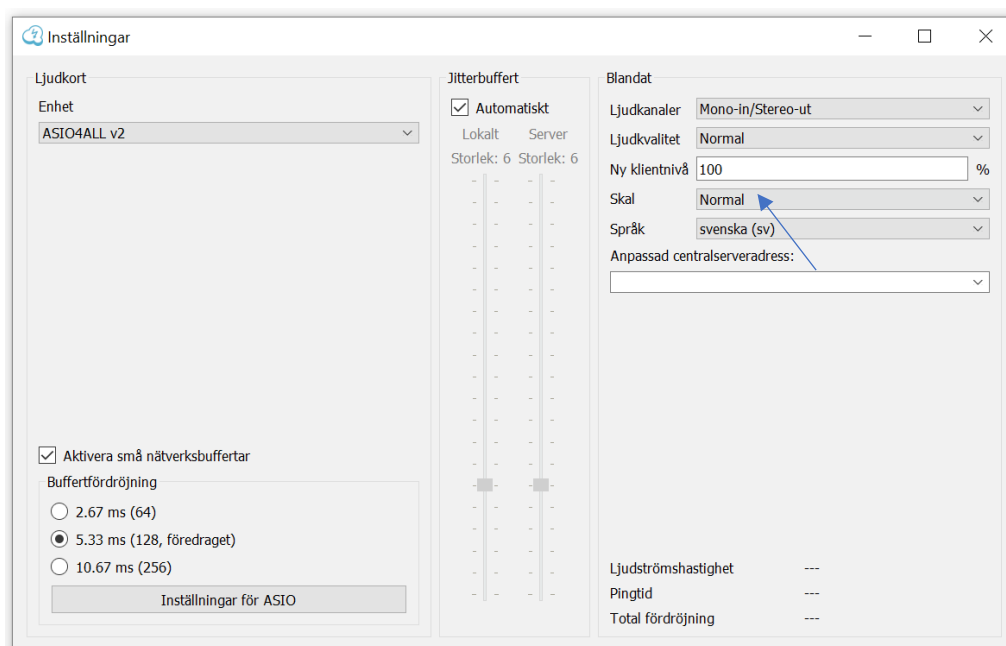 Inställningar
Ljudkort
Enhet
ASIO4ALL v2
Aktivera små nätverksbuffertar
Buffertfördröjning
2.67 ms (64)
5.33 ms (128, föredraget)
10.67 ms (256)
Inställningar för ASIO
Jitterbuffert
Automatiskt
Lokalt Server
Storlek: 6 Storlek: 6
Blandat
Ljudkanaler Mono-in/Stereo-ut
Ljudkvalitet Normal
Ny klientnivå 100 %
Skal Normal
Språk svenska (sv)
Anpassad centralserveradress:
Ljudströmshastighet ---
Pingtid ---
Total fördröjning ---